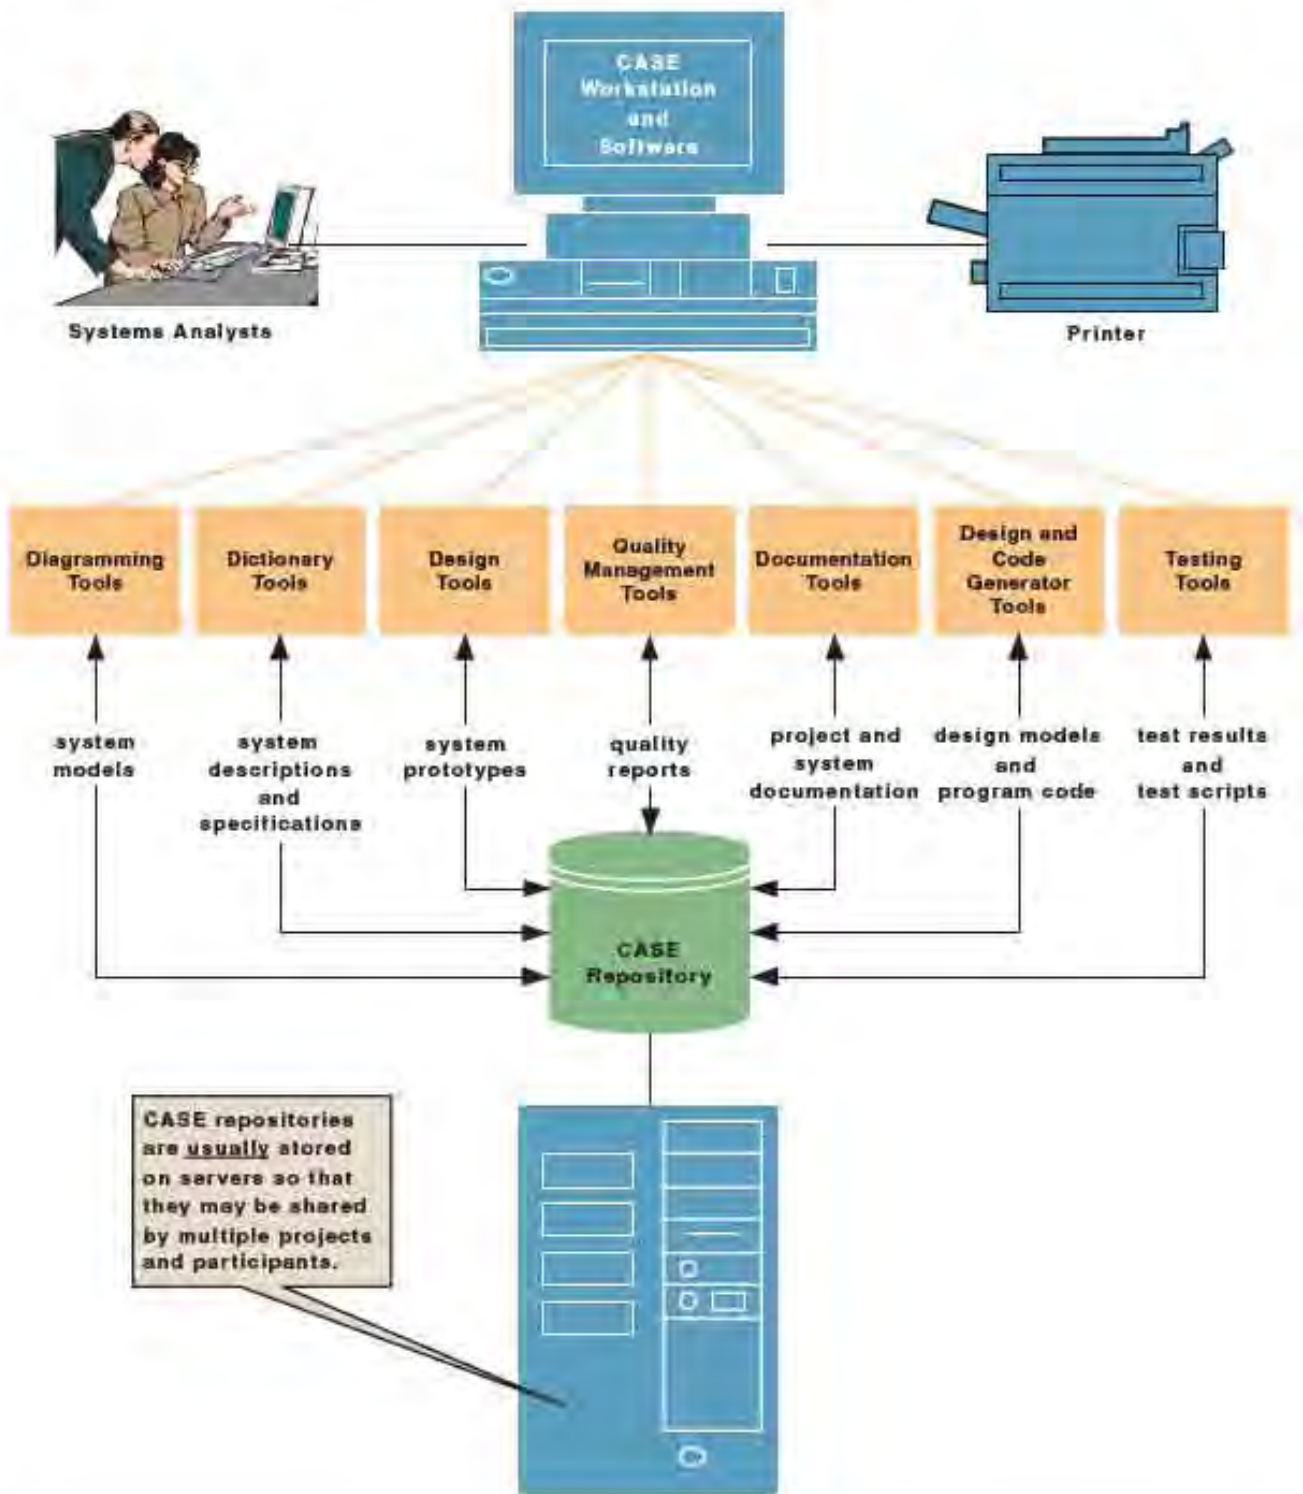 CASE
Workstation
and
Software
Systems Analysts
Printer
Diagramming
Tools
Dictionary
Tools
Design
Tools
Quality
Management
Tools
Documentation
Tools
Design and
Code
Generator
Tools
Testing
Tools
system
models
system
descriptions
and
specifications
system
prototypes
quality
reports
project and
system
documentation
design models
and
program code
test results
and
test scripts
CASE
Repository
CASE repositories
are usually stored
on servers so that
they may be shared
by multiple projects
and participants.